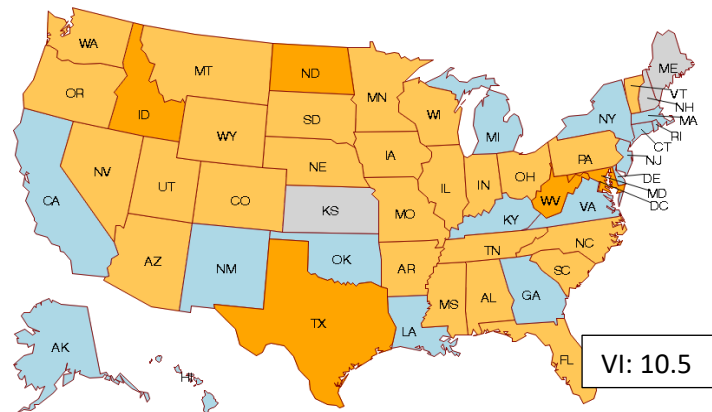 WA
MT
ND
ME
OR
ID
MN
VT
NH
SD
WI
NY
MA
WY
MI
RI
CT
IA
NE
PA
NJ
NV
OH
DE
UT
IL
IN
MD
CA
CO
WV
KS
MO
VA
DC
KY
NC
TN
AZ
OK
NM
AR
SC
MS
AL
GA
TX
LA
AK
FL
VI: 10.5
HI